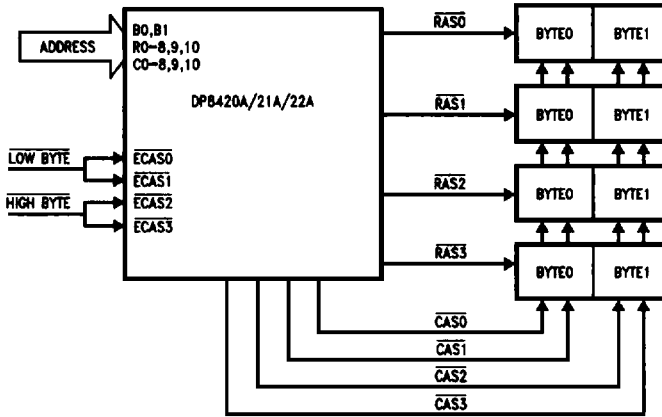 ADDRESS
B0,B1
R0-8,9,10
C0-8,9,10
DP8420A/21A/22A
LOW BYTE
HIGH BYTE
ECAS0
ECAS1
ECAS2
ECAS3
RAS0
RAS1
RAS2
RAS3
BYTE0 BYTE1
BYTE0 BYTE1
BYTE0 BYTE1
BYTE0 BYTE1
CAS0
CAS1
CAS2
CAS3